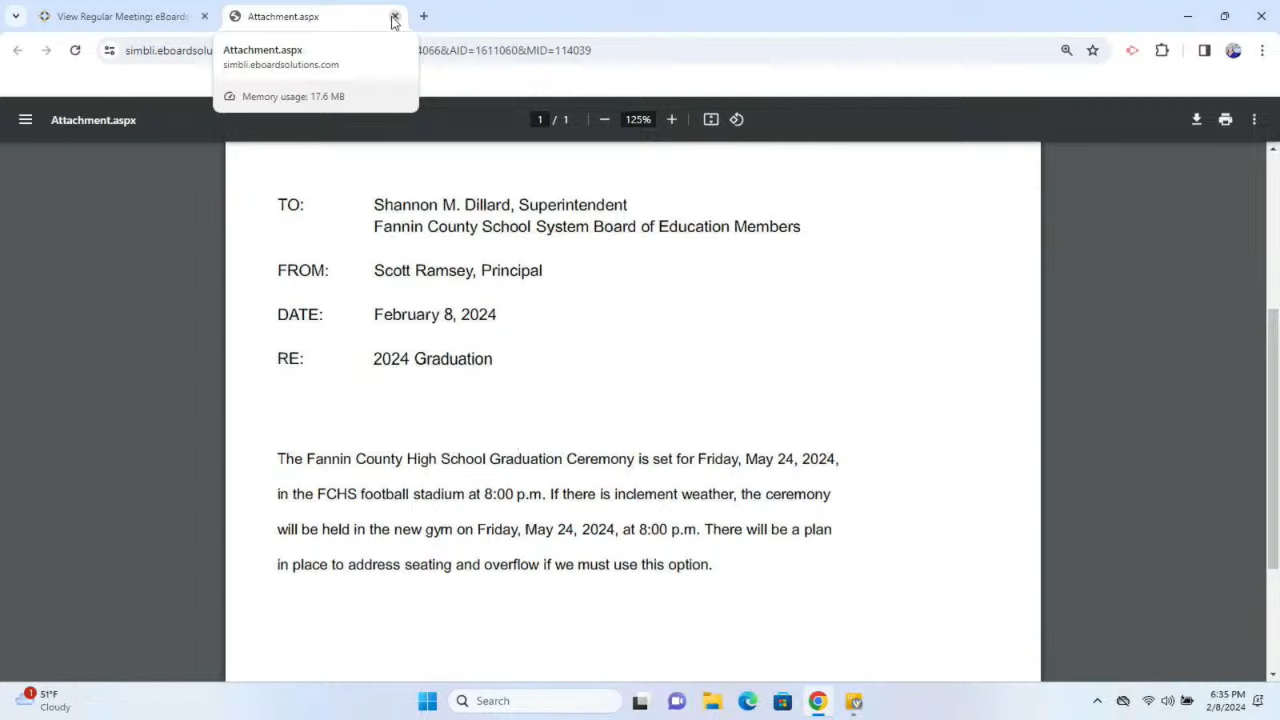 View Regular Meeting: eBoards
Attachment.aspx
simbli.eboardsolu
4066&AID=1611060&MID=114039
Attachment.aspx
simbli.eboardsolutions.com
Memory usage: 17.6 MB
Attachment.aspx
1 / 1
125%
TO: Shannon M. Dillard, Superintendent
Fannin County School System Board of Education Members
FROM: Scott Ramsey, Principal
DATE: February 8, 2024
RE: 2024 Graduation
The Fannin County High School Graduation Ceremony is set for Friday, May 24, 2024,
in the FCHS football stadium at 8:00 p.m. If there is inclement weather, the ceremony
will be held in the new gym on Friday, May 24, 2024, at 8:00 p.m. There will be a plan
in place to address seating and overflow if we must use this option.
1
51°F
Cloudy
Search
6:35 PM
2/8/2024